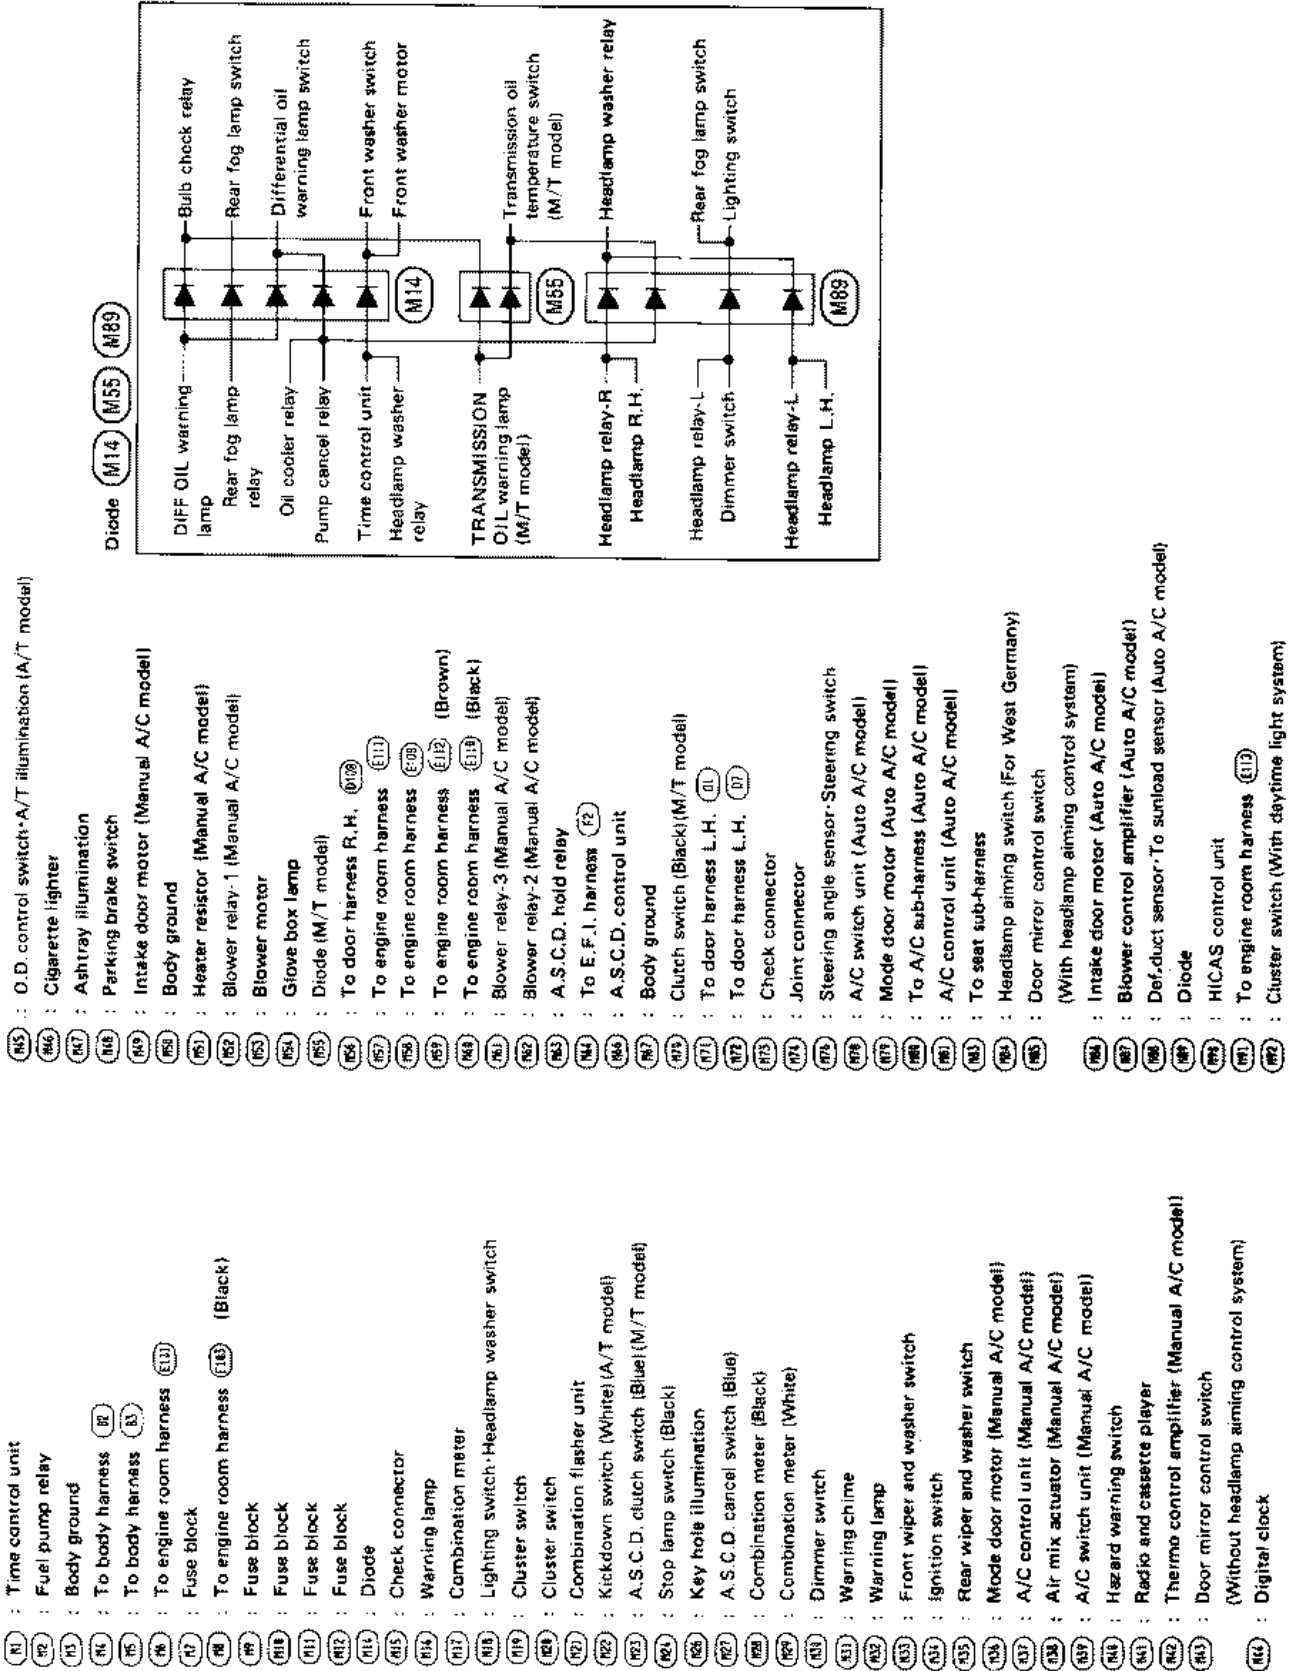 M1 : Time control unit
M2 : Fuel pump relay
M3 : Body ground
M4 : To body harness B2
M5 : To body harness B3
M6 : To engine room harness
M7 : Fuse block
M8 : To engine room harness E103 (Black)
M9 : Fuse block
M10 : Fuse block
M11 : Fuse block
M12 : Fuse block
M14 : Diode
M15 : Check connector
M16 : Warning lamp
M17 : Combination meter
M18 : Lighting switch·Headlamp washer switch
M19 : Cluster switch
M20 : Cluster switch
M21 : Combination flasher unit
M22 : Kickdown switch (White) (A/T model)
M23 : A.S.C.D. clutch switch (Blue) (M/T model)
M24 : Stop lamp switch (Black)
M26 : Key hole illumination
M27 : A.S.C.D. cancel switch (Blue)
M28 : Combination meter (Black)
M29 : Combination meter (White)
M30 : Dimmer switch
M31 : Warning chime
M32 : Warning lamp
M33 : Front wiper and washer switch
M34 : Ignition switch
M35 : Rear wiper and washer switch
M36 : Mode door motor (Manual A/C model)
M37 : A/C control unit (Manual A/C model)
M38 : Air mix actuator (Manual A/C model)
M39 : A/C switch unit (Manual A/C model)
M40 : Hazard warning switch
M41 : Radio and cassette player
M42 : Thermo control amplifier (Manual A/C model)
M43 : Door mirror control switch
(Without headlamp aiming control system)
M44 : Digital clock
M45 : O.D. control switch·A/T illumination (A/T model)
M46 : Cigarette lighter
M47 : Ashtray illumination
M48 : Parking brake switch
M49 : Intake door motor (Manual A/C model)
M50 : Body ground
M51 : Heater resistor (Manual A/C model)
M52 : Blower relay-1 (Manual A/C model)
M53 : Blower motor
M54 : Glove box lamp
M55 : Diode (M/T model)
M56 : To door harness R.H. D108
M57 : To engine room harness
M58 : To engine room harness E109
M59 : To engine room harness E112 (Brown)
M60 : To engine room harness (Black)
M61 : Blower relay-3 (Manual A/C model)
M62 : Blower relay-2 (Manual A/C model)
M63 : A.S.C.D. hold relay
M64 : To E.F.I. harness F2
M66 : A.S.C.D. control unit
M67 : Body ground
M70 : Clutch switch (Black) (M/T model)
M71 : To door harness L.H. D1
M72 : To door harness L.H. D7
M73 : Check connector
M74 : Joint connector
M76 : Steering angle sensor·Steering switch
M78 : A/C switch unit (Auto A/C model)
M79 : Mode door motor (Auto A/C model)
M80 : To A/C sub-harness (Auto A/C model)
M81 : A/C control unit (Auto A/C model)
M83 : To seat sub-harness
M84 : Headlamp aiming switch (For West Germany)
M85 : Door mirror control switch
(With headlamp aiming control system)
M86 : Intake door motor (Auto A/C model)
M87 : Blower control amplifier (Auto A/C model)
M88 : Def. duct sensor·To sunload sensor (Auto A/C model)
M89 : Diode
M90 : HICAS control unit
M91 : To engine room harness E113
M92 : Cluster switch (With daytime light system)
Diode M14 M55 M89
DIFF OIL warning
lamp
Bulb check relay
Rear fog lamp
relay
Rear fog lamp switch
Oil cooler relay
Differential oil
warning lamp switch
Pump cancel relay
Time control unit
Front washer switch
Headlamp washer
relay
Front washer motor
M14
TRANSMISSION
OIL warning lamp
(M/T model)
Transmission oil
temperature switch
(M/T model)
M55
Headlamp relay-R
Headlamp R.H.
Headlamp washer relay
Headlamp relay-L
Rear fog lamp switch
Dimmer switch
Lighting switch
Headlamp relay-L
Headlamp L.H.
M89